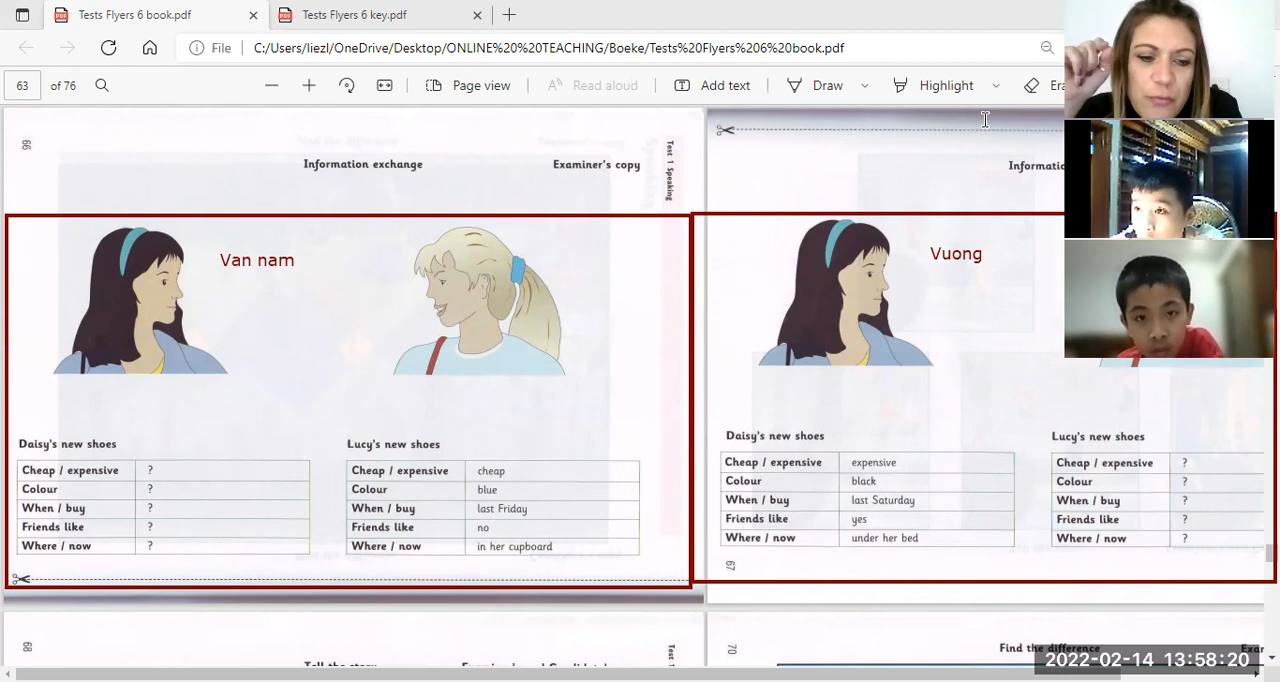 Tests Flyers 6 book.pdf
Tests Flyers 6 key.pdf
File C:/Users/liezl/OneDrive/Desktop/ONLINE%20%20TEACHING/Boeke/Tests%20Flyers%206%20book.pdf
63 of 76
Page view
Read aloud
Add text
Draw
Highlight
66
Information exchange
Examiner's copy
Test 1 Speaking
Van nam
Daisy's new shoes
Cheap / expensive ?
Colour ?
When / buy ?
Friends like ?
Where / now ?
Lucy's new shoes
Cheap / expensive cheap
Colour blue
When / buy last Friday
Friends like no
Where / now in her cupboard
Vuong
Daisy's new shoes
Cheap / expensive expensive
Colour black
When / buy last Saturday
Friends like yes
Where / now under her bed
Lucy's new shoes
Cheap / expensive ?
Colour ?
When / buy ?
Friends like ?
Where / now ?
67
68
70
Find the difference
2022-02-14 13:58:20